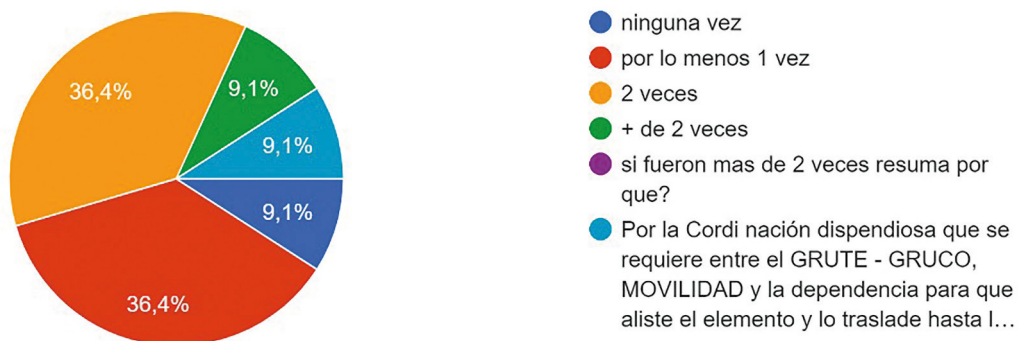 36,4%
9,1%
9,1%
9,1%
36,4%
ninguna vez
por lo menos 1 vez
2 veces
+ de 2 veces
si fueron mas de 2 veces resuma por
que?
Por la Cordi nación dispendiosa que se
requiere entre el GRUTE - GRUCO,
MOVILIDAD y la dependencia para que
aliste el elemento y lo traslade hasta l...